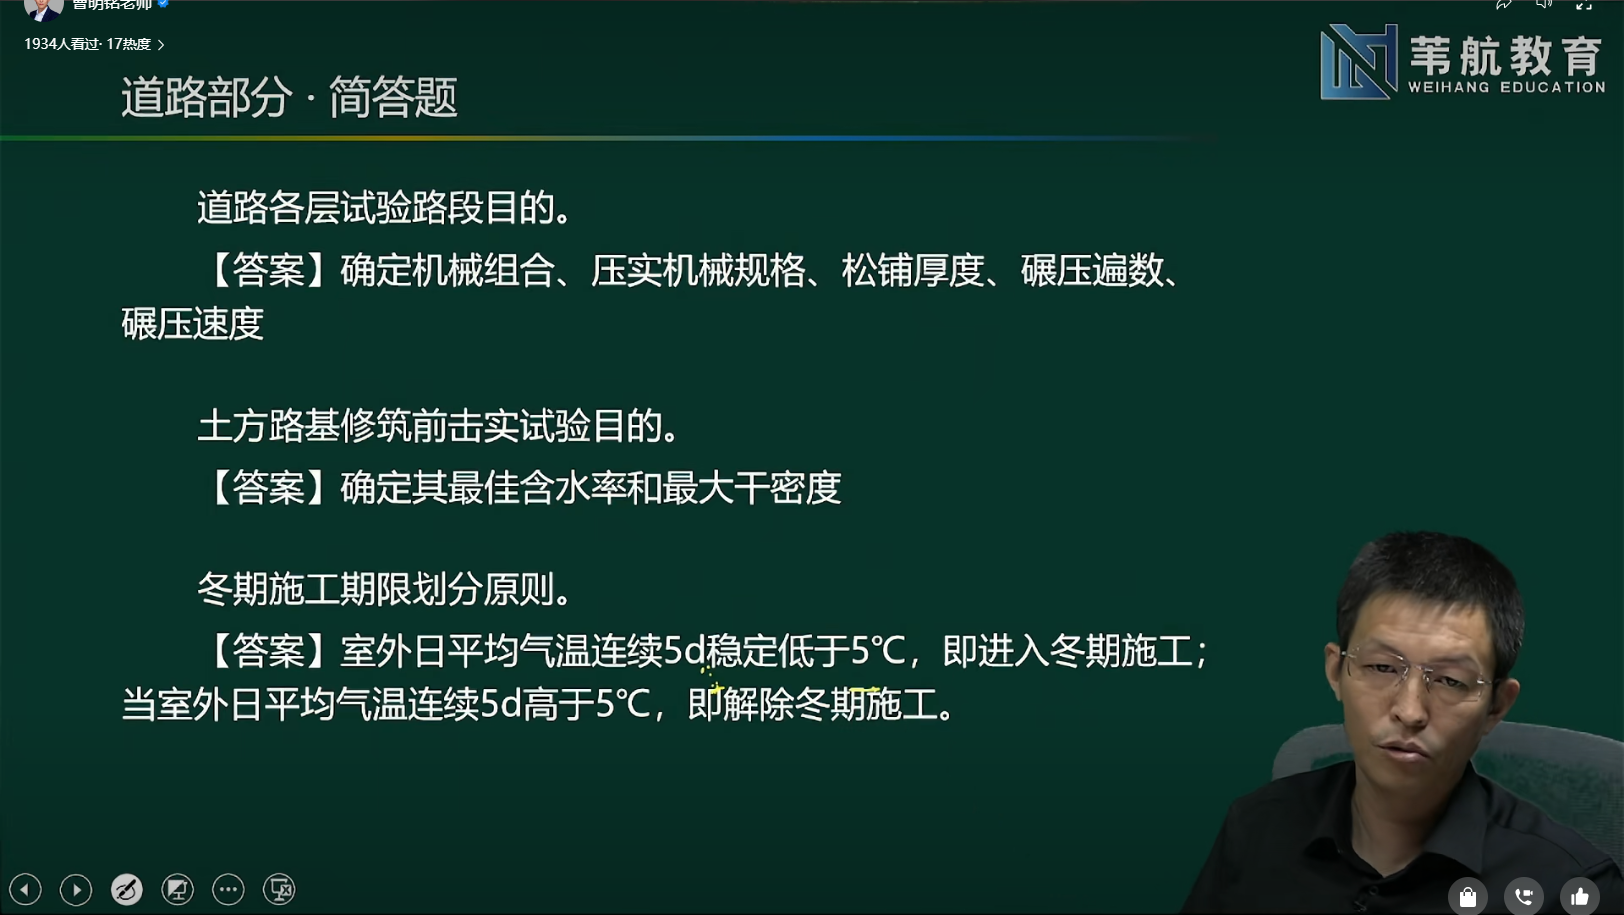 曹明铭老师
1934人看过·17热度 >
苇航教育
WEIHANG EDUCATION
道路部分·简答题
道路各层试验路段目的。
【答案】确定机械组合、压实机械规格、松铺厚度、碾压遍数、
碾压速度
土方路基修筑前击实试验目的。
【答案】确定其最佳含水率和最大干密度
冬期施工期限划分原则。
【答案】室外日平均气温连续5d稳定低于5℃，即进入冬期施工；
当室外日平均气温连续5d高于5℃，即解除冬期施工。